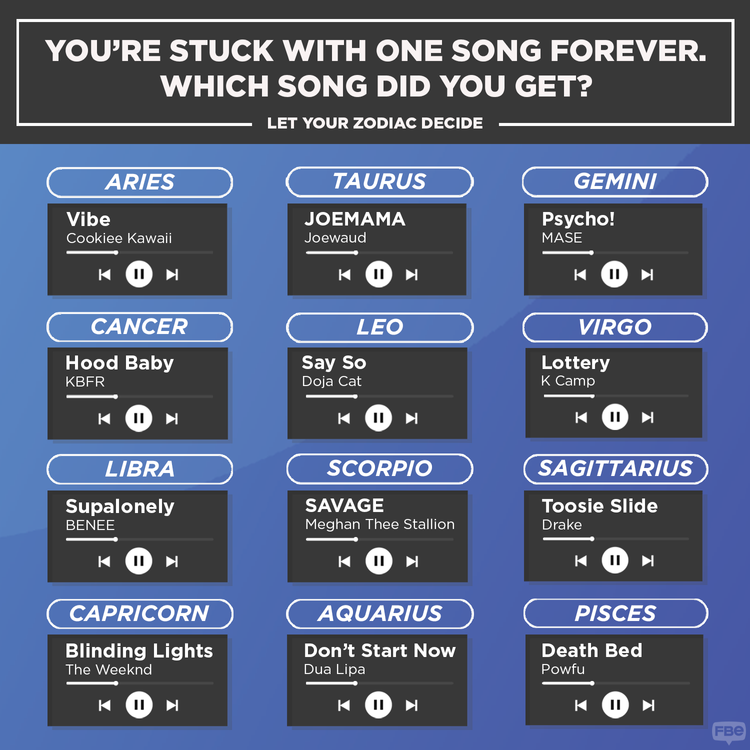 YOU'RE STUCK WITH ONE SONG FOREVER.
WHICH SONG DID YOU GET?
LET YOUR ZODIAC DECIDE
ARIES
Vibe
Cookiee Kawaii
TAURUS
JOEMAMA
Joewaud
GEMINI
Psycho!
MASE
CANCER
Hood Baby
KBFR
LEO
Say So
Doja Cat
VIRGO
Lottery
K Camp
LIBRA
Supalonely
BENEE
SCORPIO
SAVAGE
Meghan Thee Stallion
SAGITTARIUS
Toosie Slide
Drake
CAPRICORN
Blinding Lights
The Weeknd
AQUARIUS
Don't Start Now
Dua Lipa
PISCES
Death Bed
Powfu
FBE